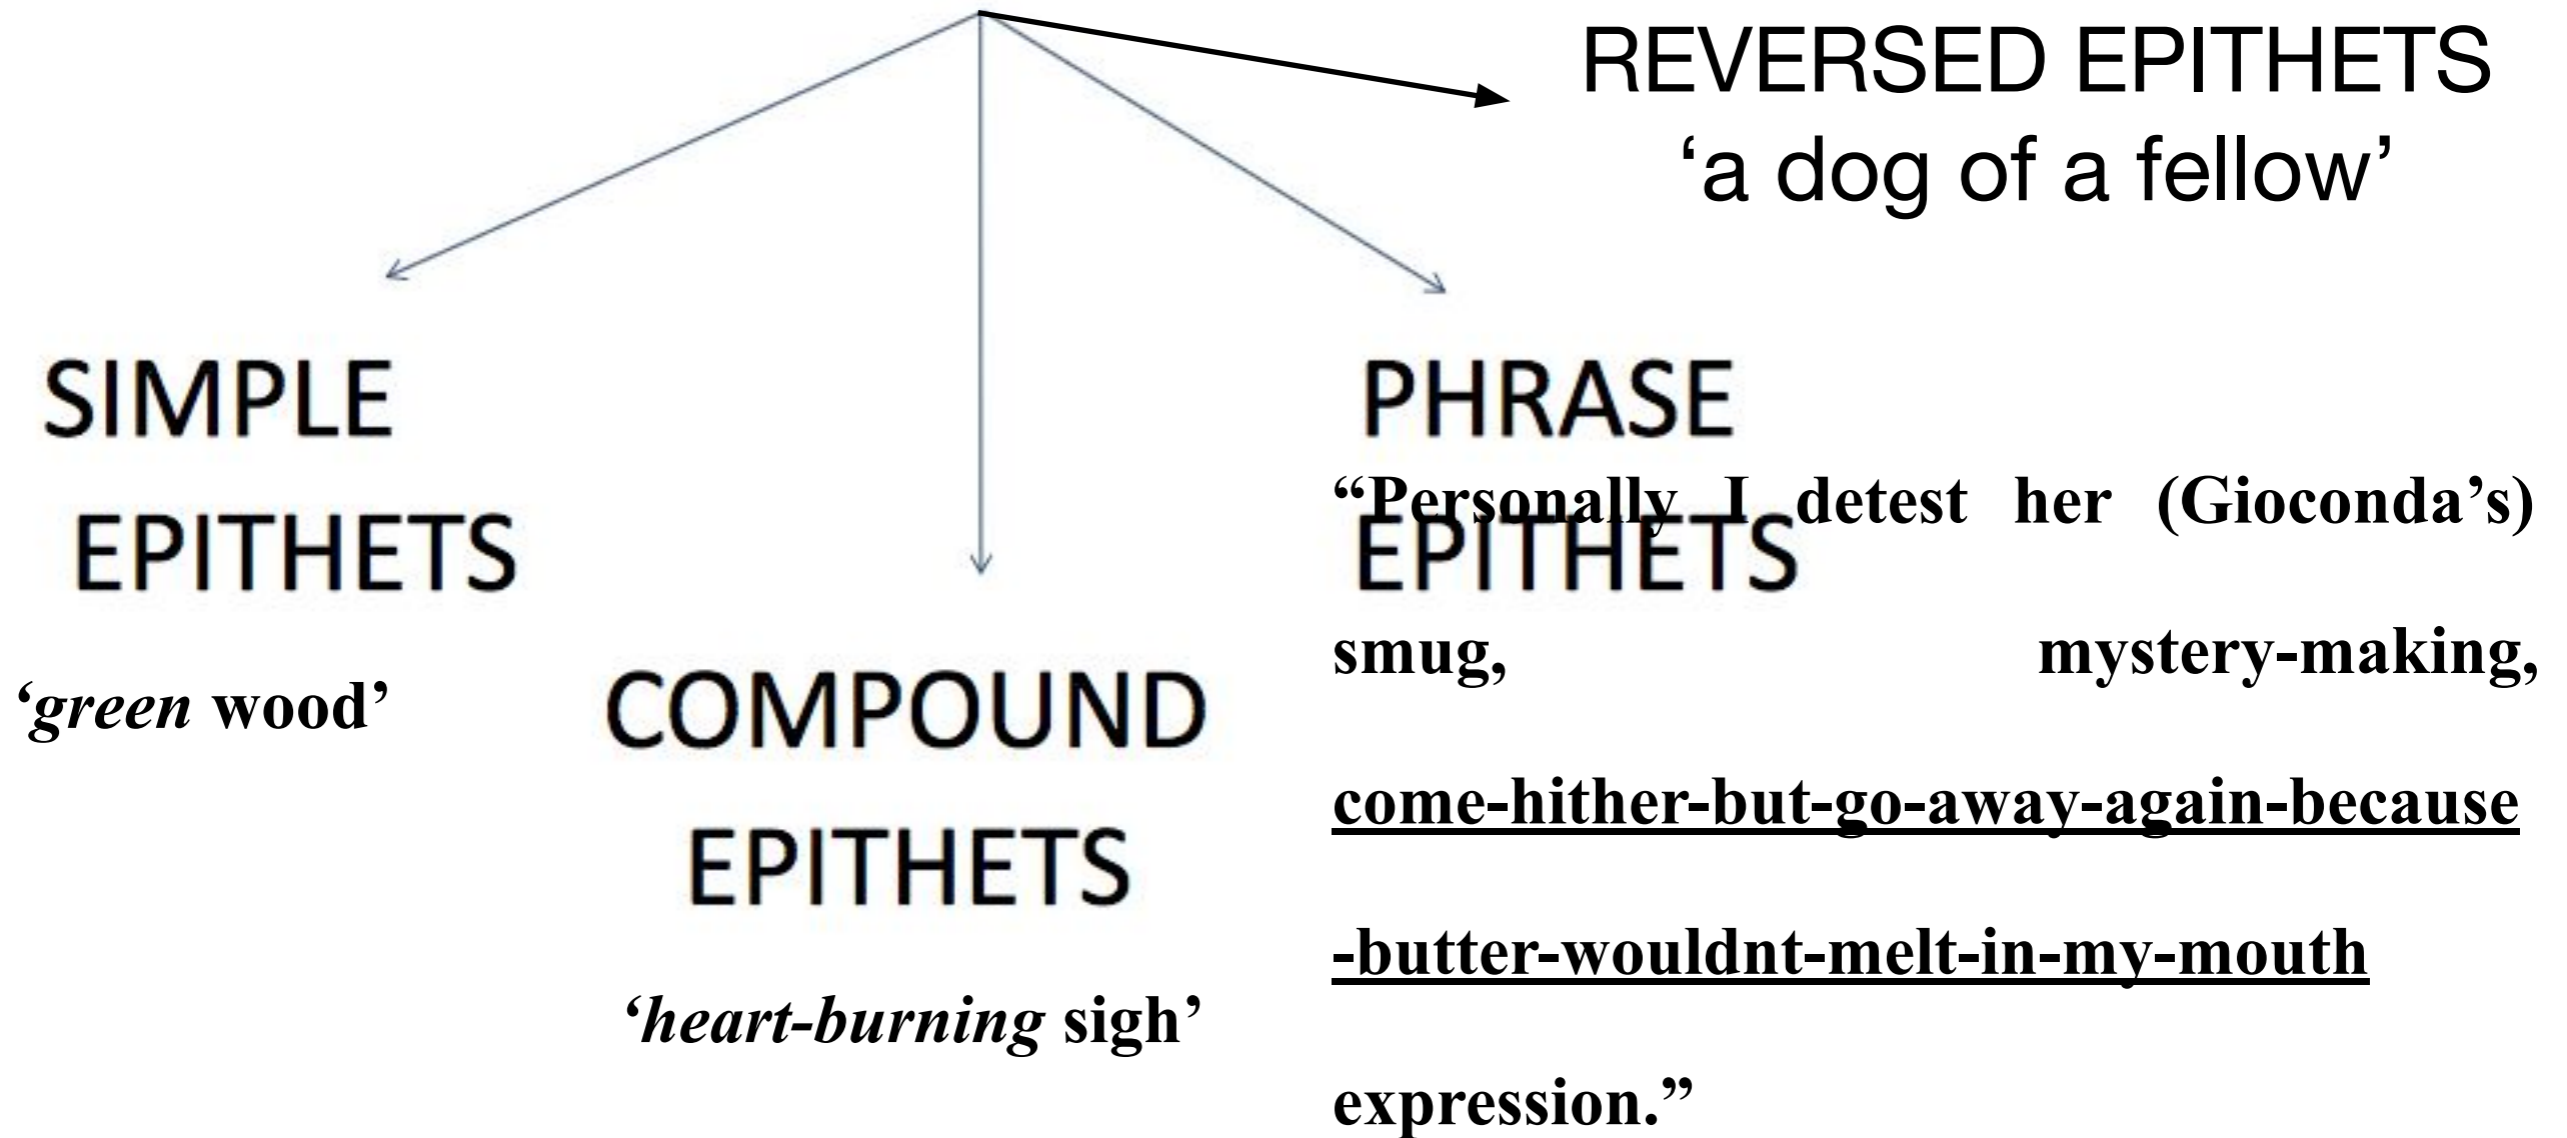 REVERSED EPITHETS
‘a dog of a fellow’
SIMPLE
EPITHETS
‘green wood’
COMPOUND
EPITHETS
‘heart-burning sigh’
PHRASE
EPITHETS
“Personally I detest her (Gioconda’s)
smug, mystery-making,
come-hither-but-go-away-again-because
-butter-wouldnt-melt-in-my-mouth
expression.”